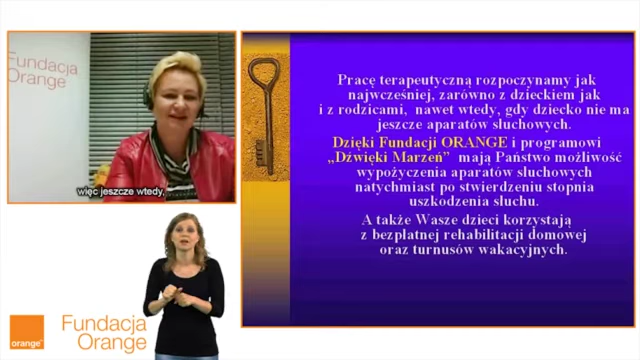 Fundacja
Orange
więc jeszcze wtedy,
Pracę terapeutyczną rozpoczynamy jak
najwcześniej, zarówno z dzieckiem jak
i z rodzicami, nawet wtedy, gdy dziecko nie ma
jeszcze aparatów słuchowych.
Dzięki Fundacji ORANGE i programowi
„Dźwięki Marzeń” mają Państwo możliwość
wypożyczenia aparatów słuchowych
natychmiast po stwierdzeniu stopnia
uszkodzenia słuchu.
A także Wasze dzieci korzystają
z bezpłatnej rehabilitacji domowej
oraz turnusów wakacyjnych.
orange™
Fundacja
Orange